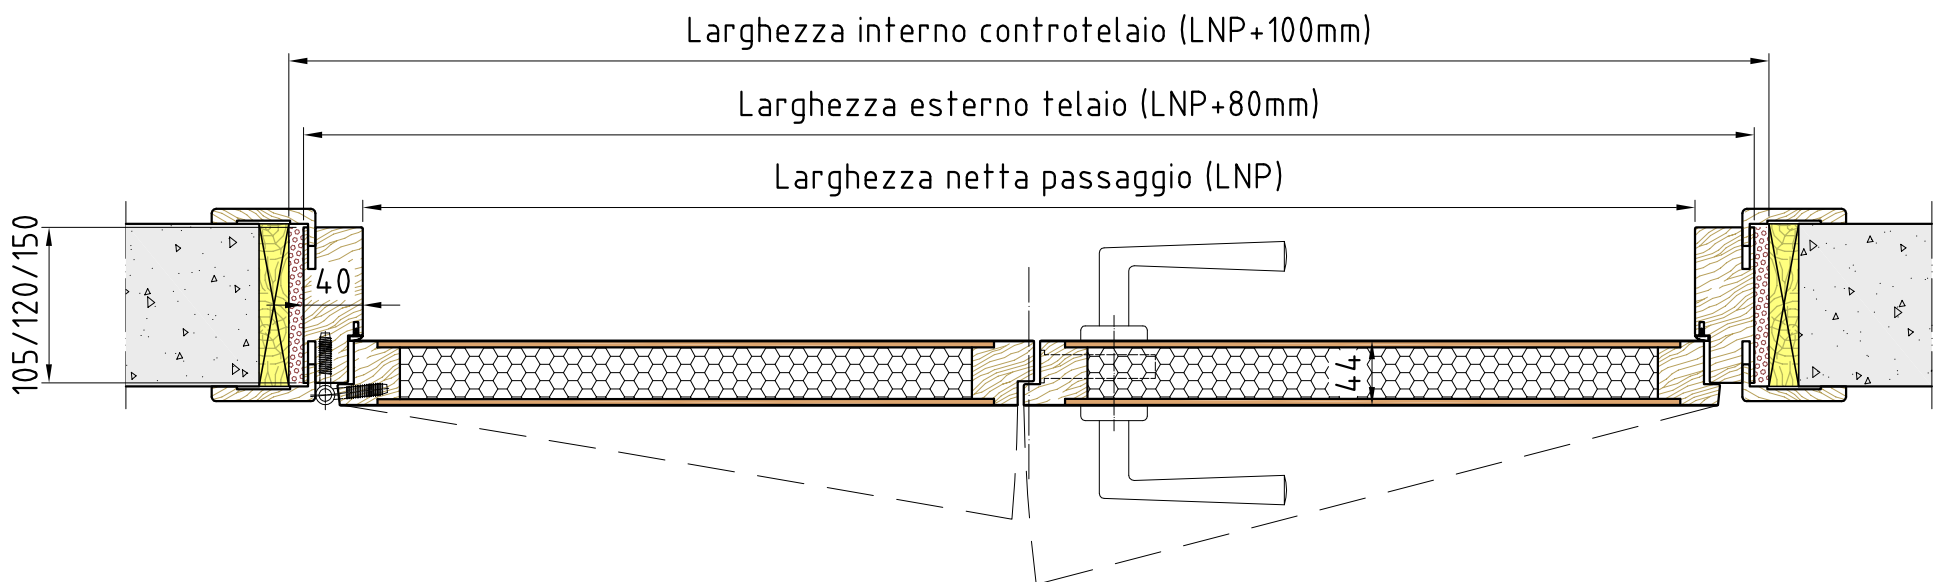 Larghezza interno controtelaio (LNP+100mm)
Larghezza esterno telaio (LNP+80mm)
Larghezza netta passaggio (LNP)
105/120/150
40
44